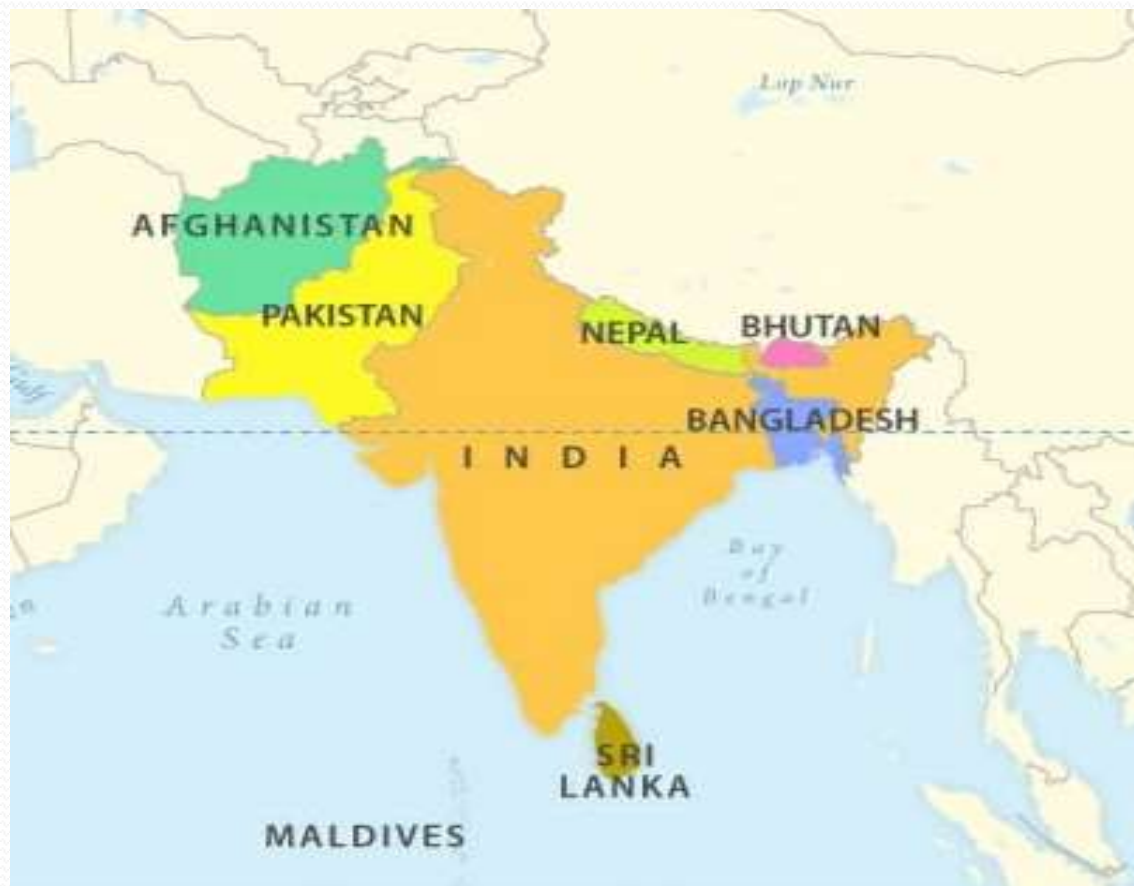 Lop Nur
AFGHANISTAN
PAKISTAN
NEPAL
BHUTAN
BANGLADESH
I N D I A
Arabian
Sea
Bay
of
Bengal
SRI
LANKA
MALDIVES